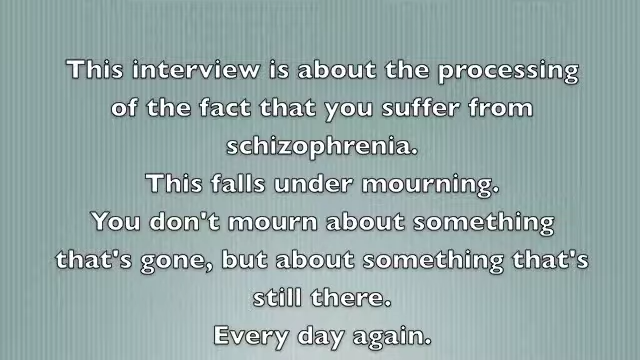 This interview is about the processing
of the fact that you suffer from
schizophrenia.
This falls under mourning.
You don't mourn about something
that's gone, but about something that's
still there.
Every day again.